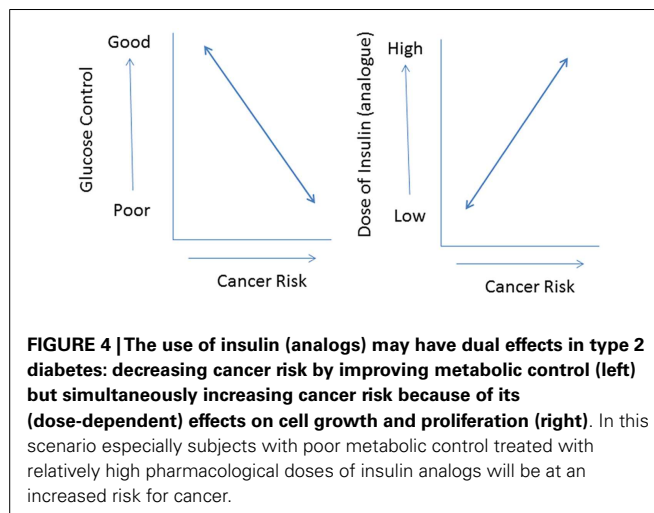 Good
Glucose Control
Poor
Cancer Risk
High
Dose of Insulin (analogue)
Low
Cancer Risk
FIGURE 4 | The use of insulin (analogs) may have dual effects in type 2
diabetes: decreasing cancer risk by improving metabolic control (left)
but simultaneously increasing cancer risk because of its
(dose-dependent) effects on cell growth and proliferation (right). In this
scenario especially subjects with poor metabolic control treated with
relatively high pharmacological doses of insulin analogs will be at an
increased risk for cancer.